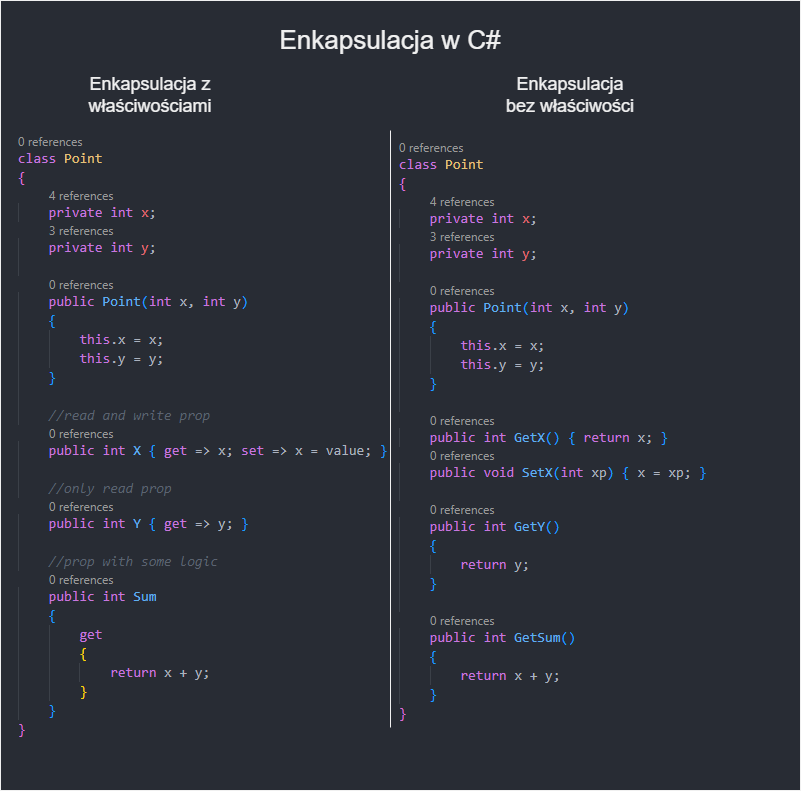 Enkapsulacja w C#
Enkapsulacja z
właściwościami
0 references
class Point
{
4 references
private int x;
3 references
private int y;
0 references
public Point(int x, int y)
{
this.x = x;
this.y = y;
}
//read and write prop
0 references
public int X { get => x; set => x = value; }
//only read prop
0 references
public int Y { get => y; }
//prop with some logic
0 references
public int Sum
{
get
{
return x + y;
}
}
}
Enkapsulacja
bez właściwości
0 references
class Point
{
4 references
private int x;
3 references
private int y;
0 references
public Point(int x, int y)
{
this.x = x;
this.y = y;
}
0 references
public int GetX() { return x; }
0 references
public void SetX(int xp) { x = xp; }
0 references
public int GetY()
{
return y;
}
0 references
public int GetSum()
{
return x + y;
}
}